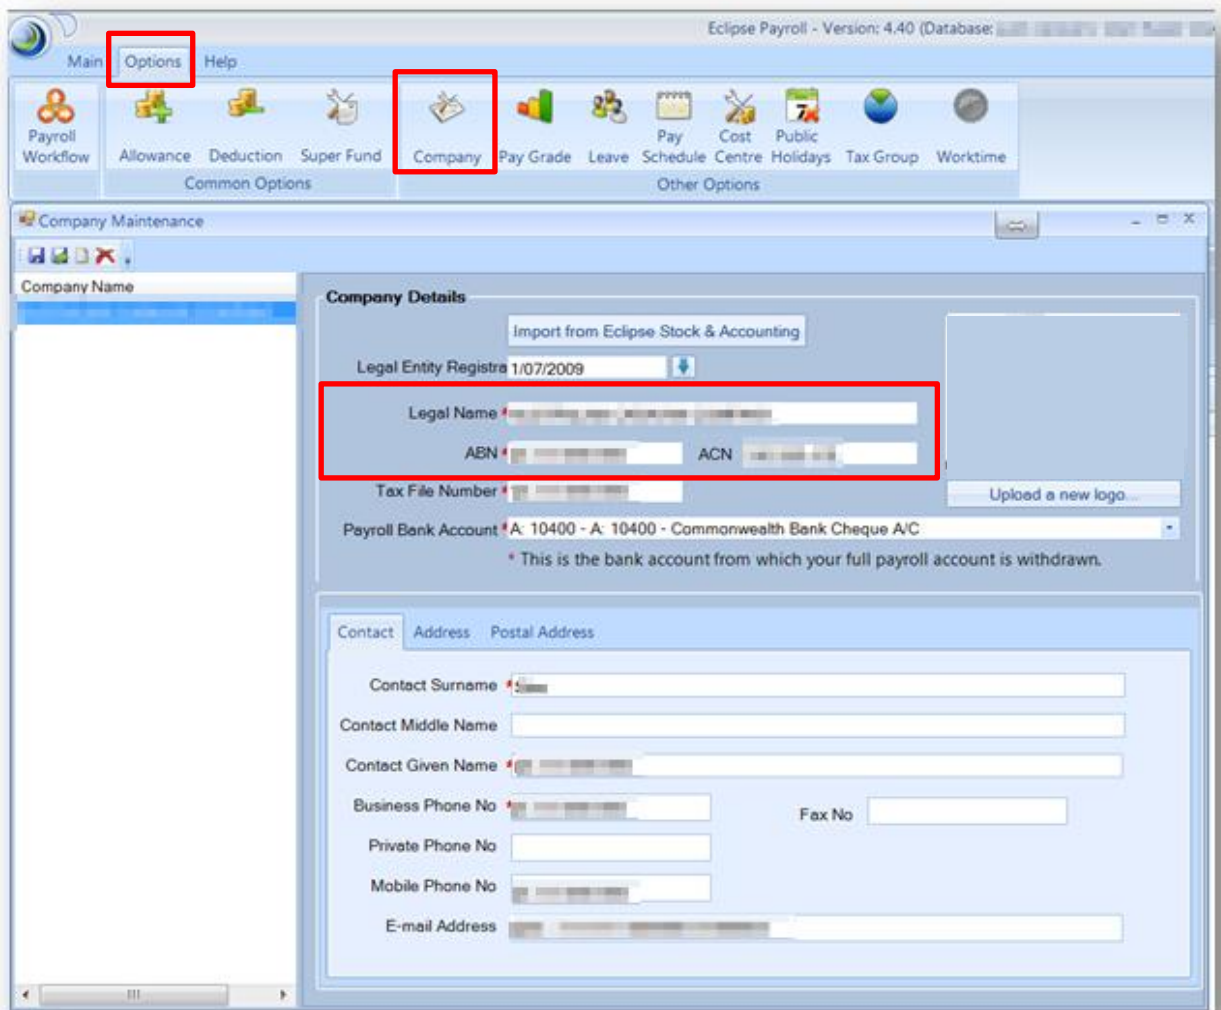 Eclipse Payroll - Version: 4.40 (Database:
Main Options Help
Payroll Workflow
Allowance Deduction Super Fund
Company Pay Grade Leave Pay Schedule Cost Centre Public Holidays Tax Group Worktime
Common Options
Other Options
Company Maintenance
Company Name
Company Details
Import from Eclipse Stock & Accounting
Legal Entity Registra 1/07/2009
Legal Name *
ABN * ACN
Tax File Number *
Upload a new logo...
Payroll Bank Account * A: 10400 - A: 10400 - Commonwealth Bank Cheque A/C
* This is the bank account from which your full payroll account is withdrawn.
Contact Address Postal Address
Contact Surname *
Contact Middle Name
Contact Given Name *
Business Phone No *
Fax No
Private Phone No
Mobile Phone No
E-mail Address